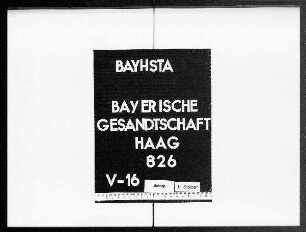 BAYHSTA
BAYERISCHE
GESANDTSCHAFT
HAAG
826
V-16